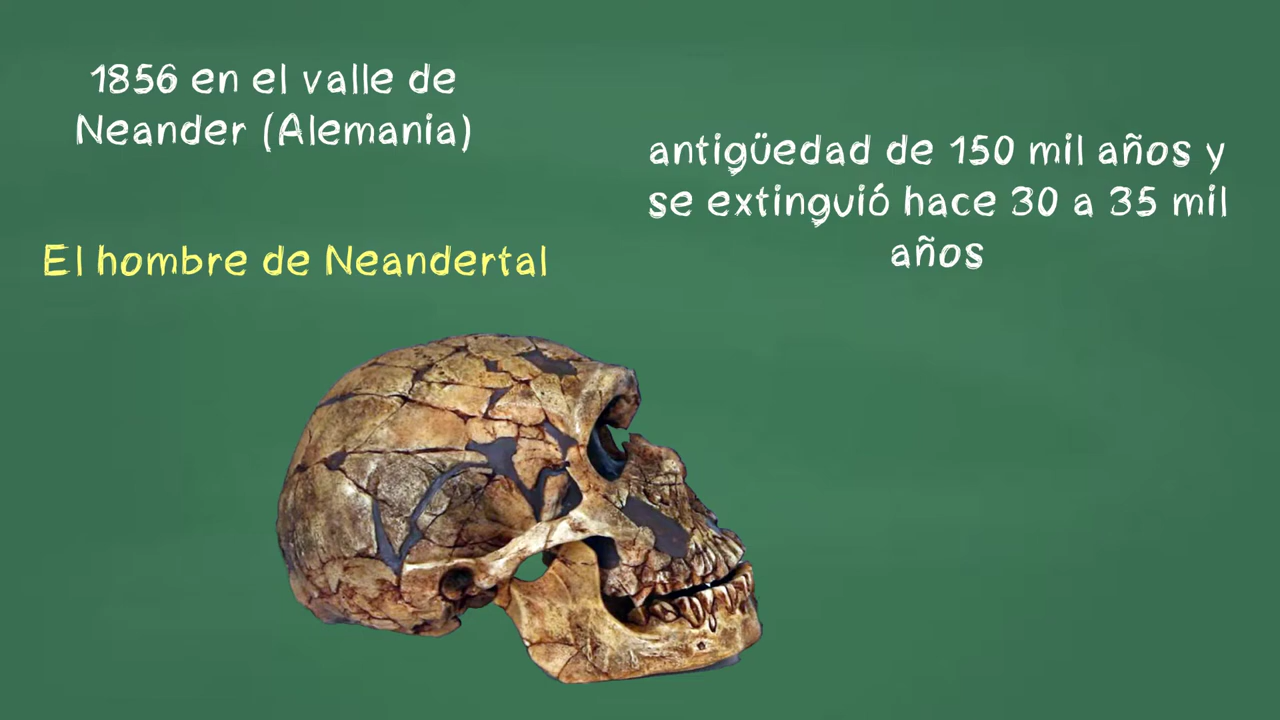 1856 en el valle de
Neander (Alemania)
antigüedad de 150 mil años y
se extinguió hace 30 a 35 mil
años
El hombre de Neandertal